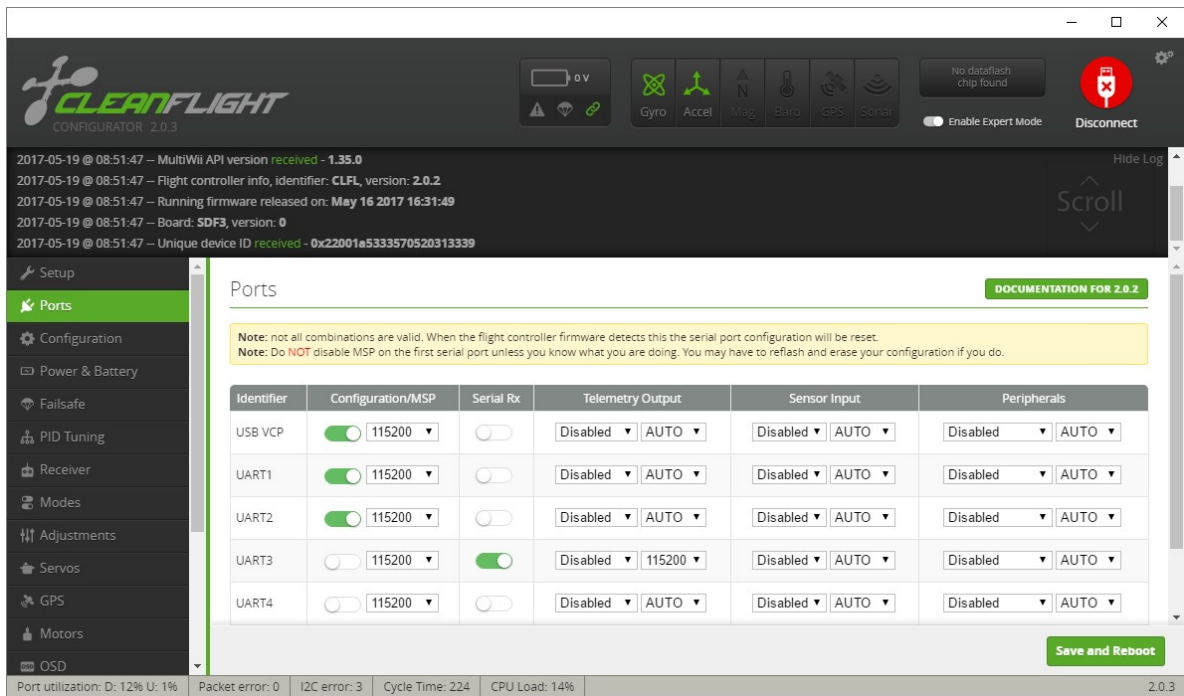 CLEANFLIGHT
CONFIGURATOR 2.0.3
0 V
Gyro Accel Mag Baro GPS Sonar
No dataflash
chip found
Enable Expert Mode
Disconnect
2017-05-19 @ 08:51:47 -- MultiWii API version received - 1.35.0
Hide Log
2017-05-19 @ 08:51:47 -- Flight controller info, identifier: CLFL, version: 2.0.2
2017-05-19 @ 08:51:47 -- Running firmware released on: May 16 2017 16:31:49
Scroll
2017-05-19 @ 08:51:47 -- Board: SDF3, version: 0
2017-05-19 @ 08:51:47 -- Unique device ID received - 0x22001a5333570520313339
Setup
Ports
Configuration
Power & Battery
Failsafe
PID Tuning
Receiver
Modes
Adjustments
Servos
GPS
Motors
OSD
Ports
DOCUMENTATION FOR 2.0.2
Note: not all combinations are valid. When the flight controller firmware detects this the serial port configuration will be reset.
Note: Do NOT disable MSP on the first serial port unless you know what you are doing. You may have to reflash and erase your configuration if you do.
Identifier Configuration/MSP Serial Rx Telemetry Output Sensor Input Peripherals
USB VCP 115200 Disabled AUTO Disabled AUTO Disabled AUTO
UART1 115200 Disabled AUTO Disabled AUTO Disabled AUTO
UART2 115200 Disabled AUTO Disabled AUTO Disabled AUTO
UART3 115200 Disabled 115200 Disabled AUTO Disabled AUTO
UART4 115200 Disabled AUTO Disabled AUTO Disabled AUTO
Save and Reboot
Port utilization: D: 12% U: 1% Packet error: 0 I2C error: 3 Cycle Time: 224 CPU Load: 14% 2.0.3